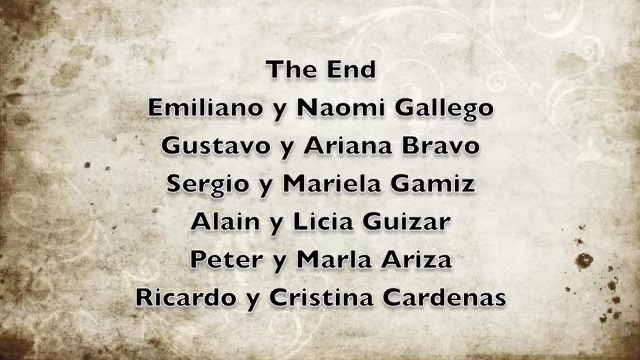 The End
Emiliano y Naomi Gallego
Gustavo y Ariana Bravo
Sergio y Mariela Gamiz
Alain y Licia Guizar
Peter y Marla Ariza
Ricardo y Cristina Cardenas